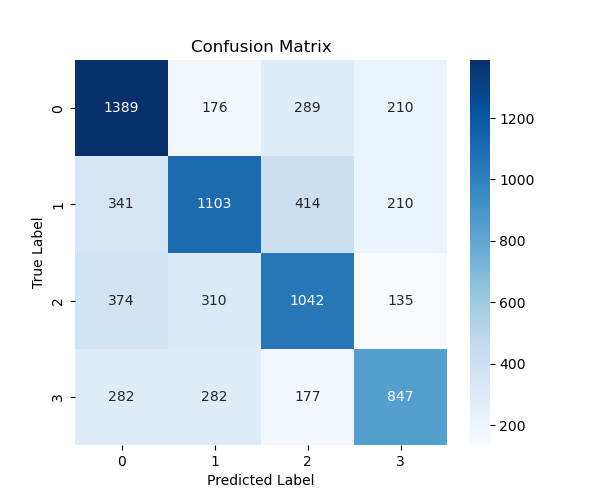 Confusion Matrix
True Label
0 1389 176 289 210
1 341 1103 414 210
2 374 310 1042 135
3 282 282 177 847
0 1 2 3
Predicted Label
1200
1000
800
600
400
200